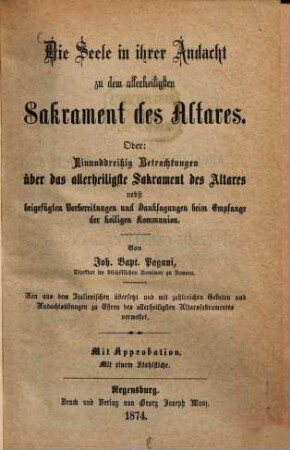 Die Seele in ihrer Andacht
zu dem allerheiligsten
Sakrament des Altares.
Oder:
Einunddreißig Betrachtungen
über das allerheiligste Sakrament des Altares
nebst
beigefügten Vorbereitungen und Danksagungen beim Empfange
der heiligen Kommunion.
Von
Joh. Bapt. Pagani,
Direktor im bischöflichen Seminar zu Novara.
Neu aus dem Italienischen übersetzt und mit zahlreichen Gebeten und
Andachtsübungen zu Ehren des allerheiligsten Altarssakramentes
vermehrt.
Mit Approbation.
Mit einem Stahlstiche.
Regensburg.
Druck und Verlag von Georg Joseph Manz.
1874.